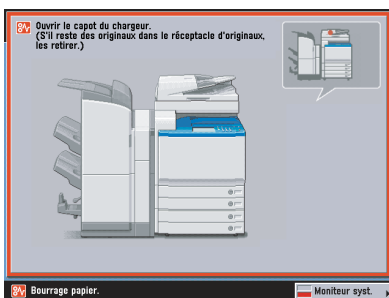 Ouvrir le capot du chargeur.
(S'il reste des originaux dans le réceptacle d'originaux,
les retirer.)
Bourrage papier.
Moniteur syst.